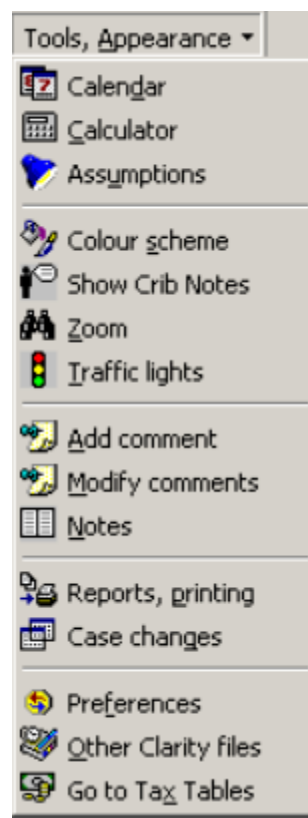 Tools, Appearance
Calendar
Calculator
Assumptions
Colour scheme
Show Crib Notes
Zoom
Traffic lights
Add comment
Modify comments
Notes
Reports, printing
Case changes
Preferences
Other Clarity files
Go to Tax Tables